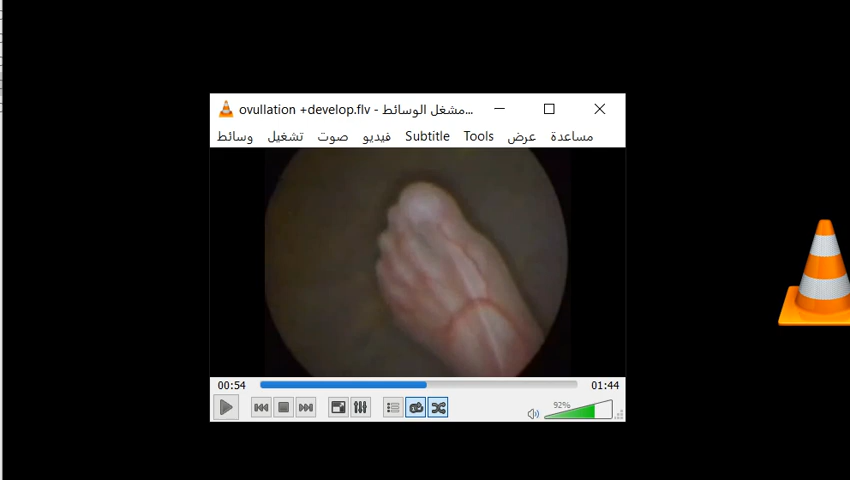 ovullation +develop.flv - مشغل الوسائط...
وسائط تشغيل صوت فيديو Subtitle Tools عرض مساعدة
00:54 01:44
92%